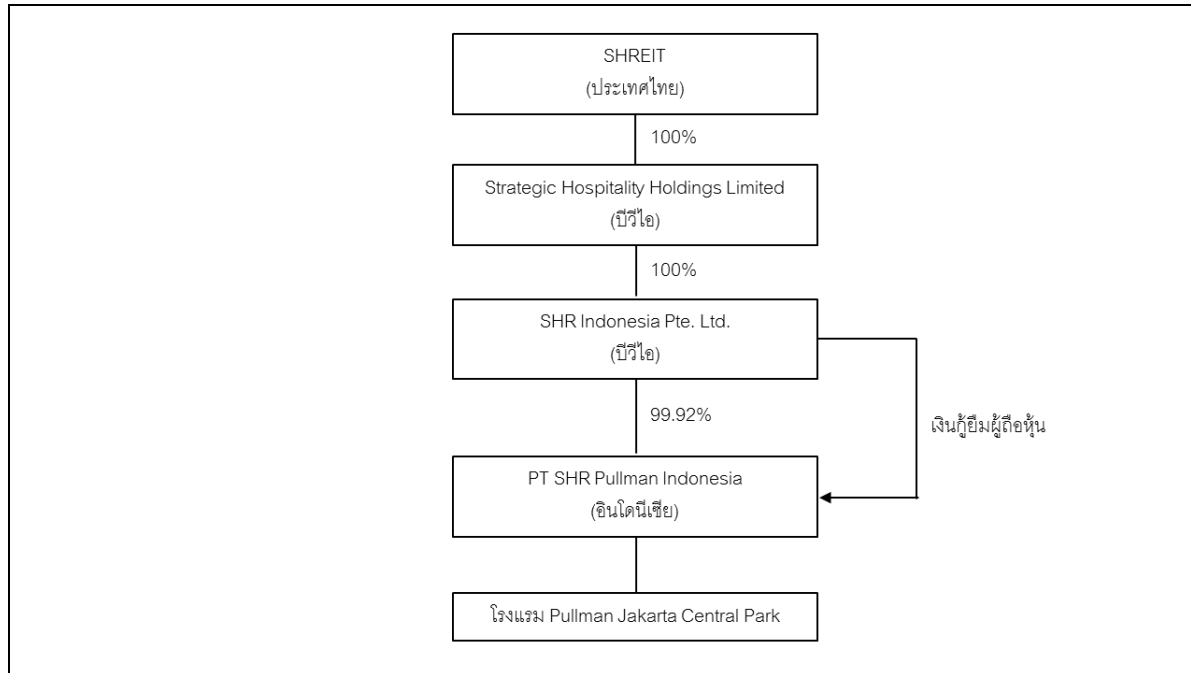 SHREIT
(ประเทศไทย)
100%
Strategic Hospitality Holdings Limited
(บีวีไอ)
100%
SHR Indonesia Pte. Ltd.
(บีวีไอ)
99.92%
เงินกู้ยืมผู้ถือหุ้น
PT SHR Pullman Indonesia
(อินโดนีเซีย)
โรงแรม Pullman Jakarta Central Park